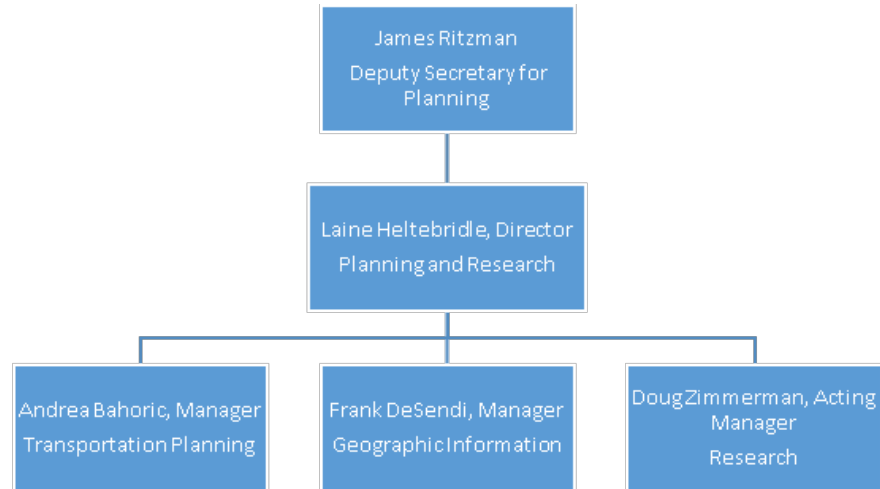 James Ritzman
Deputy Secretary for
Planning
Laine Heltebridle, Director
Planning and Research
Andrea Bahoric, Manager
Transportation Planning
Frank DeSendi, Manager
Geographic Information
Doug Zimmerman, Acting
Manager
Research